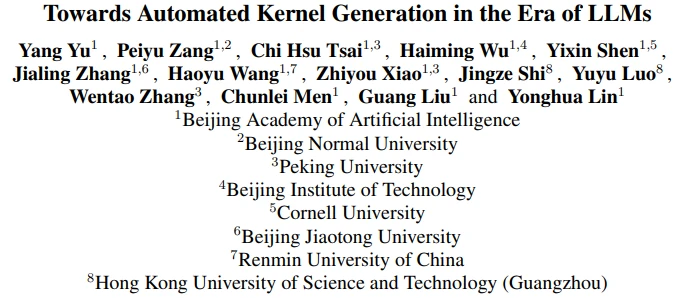 Towards Automated Kernel Generation in the Era of LLMs
Yang Yu1 , Peiyu Zang1,2 , Chi Hsu Tsai1,3 , Haiming Wu1,4 , Yixin Shen1,5 ,
Jialing Zhang1,6 , Haoyu Wang1,7 , Zhiyou Xiao1,3 , Jingze Shi8 , Yuyu Luo8 ,
Wentao Zhang3 , Chunlei Men1 , Guang Liu1 and Yonghua Lin1
1Beijing Academy of Artificial Intelligence
2Beijing Normal University
3Peking University
4Beijing Institute of Technology
5Cornell University
6Beijing Jiaotong University
7Renmin University of China
8Hong Kong University of Science and Technology (Guangzhou)